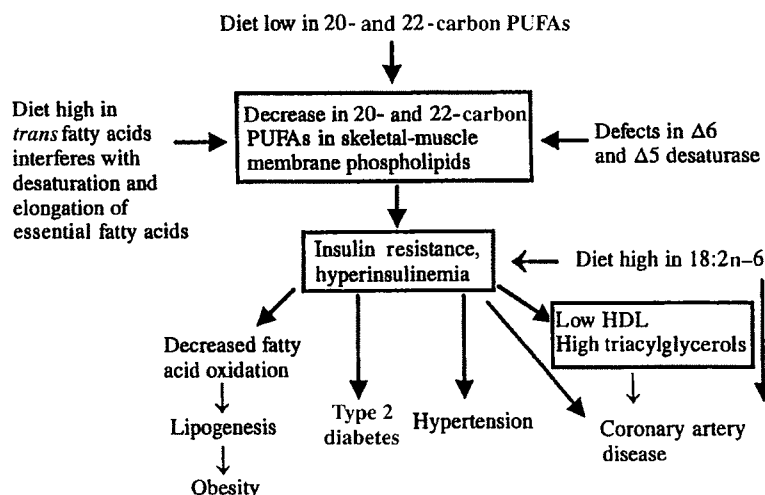 Diet low in 20- and 22-carbon PUFAs
Diet high in
trans fatty acids
interferes with
desaturation and
elongation of
essential fatty acids
Decrease in 20- and 22-carbon
PUFAs in skeletal-muscle
membrane phospholipids
Defects in Δ6
and Δ5 desaturase
Insulin resistance,
hyperinsulinemia
Diet high in 18:2n–6
Low HDL
High triacylglycerols
Decreased fatty
acid oxidation
Lipogenesis
Obesity
Type 2
diabetes
Hypertension
Coronary artery
disease